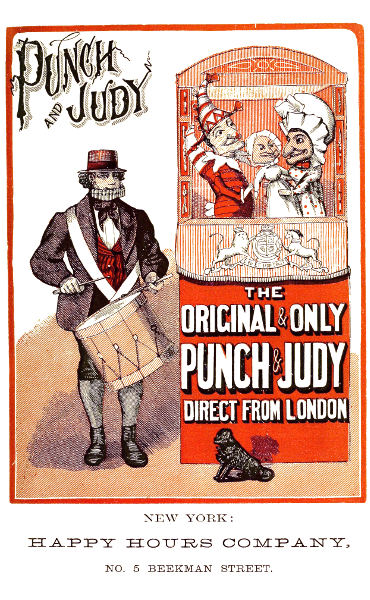 PUNCH
AND JUDY
THE
ORIGINAL & ONLY
PUNCH & JUDY
DIRECT FROM LONDON
NEW YORK:
HAPPY HOURS COMPANY,
NO. 5 BEEKMAN STREET.